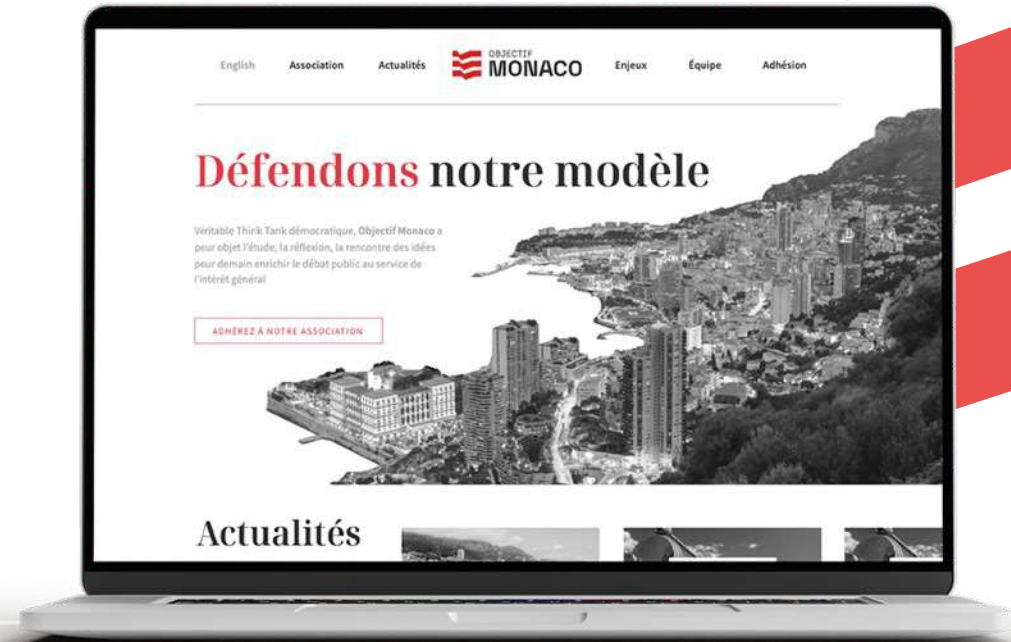 English
Association
Actualités
OBJECTIF
MONACO
Enjeux
Équipe
Adhésion
Défendons notre modèle
Véritable Think Tank démocratique, Objectif Monaco a
pour objet l'étude, la réflexion, la rencontre des idées
pour demain enrichir le débat public au service de
l'intérêt général
ADHÉREZ À NOTRE ASSOCIATION
Actualités